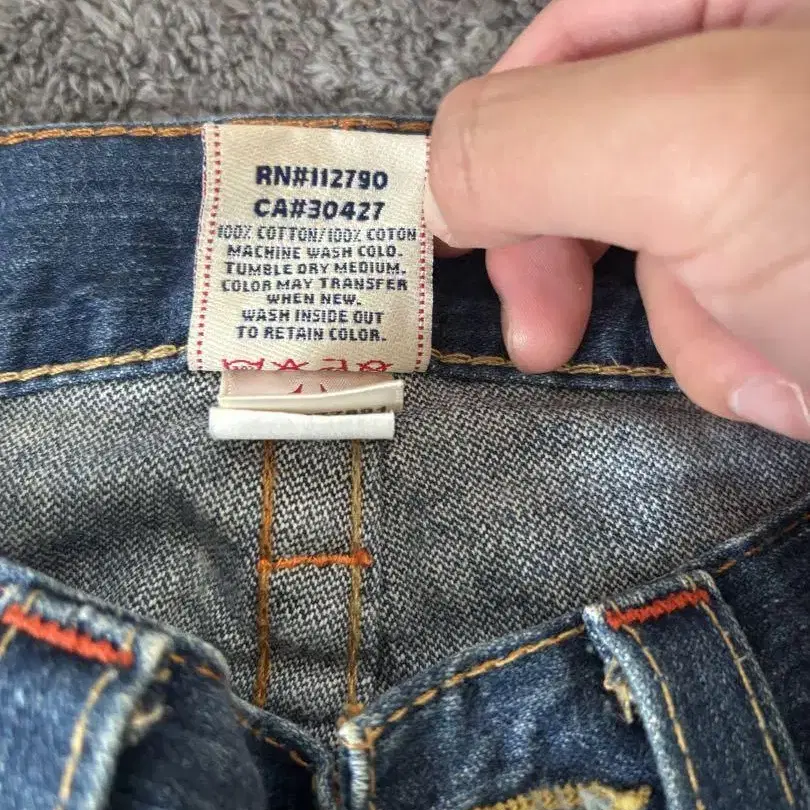 RN#112790
CA#30427
100% COTTON/100% COTON
MACHINE WASH COLD.
TUMBLE DRY MEDIUM.
COLOR MAY TRANSFER
WHEN NEW.
WASH INSIDE OUT
TO RETAIN COLOR.